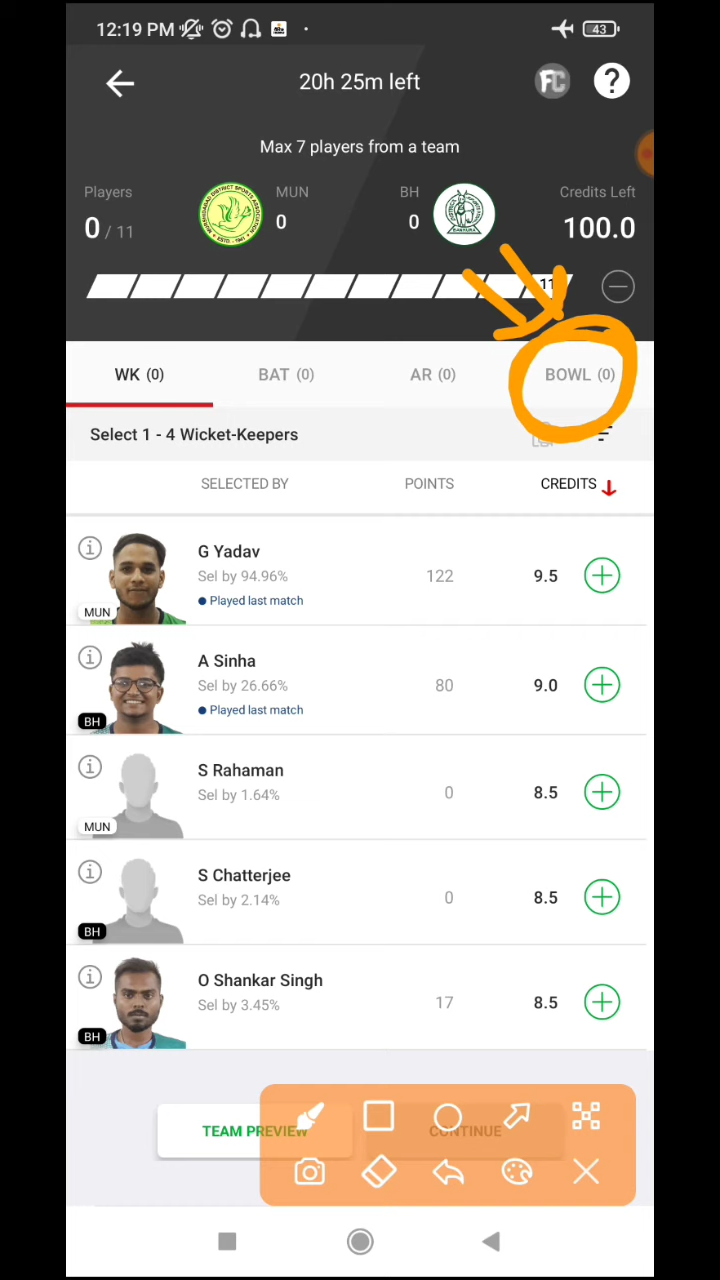 12:19 PM
43
20h 25m left
FC
?
Max 7 players from a team
Players
MUN
BH
Credits Left
0 / 11
0
0
100.0
11
WK (0)
BAT (0)
AR (0)
BOWL (0)
Select 1 - 4 Wicket-Keepers
SELECTED BY
POINTS
CREDITS
G Yadav
Sel by 94.96%
122
9.5
Played last match
MUN
A Sinha
Sel by 26.66%
80
9.0
Played last match
BH
S Rahaman
Sel by 1.64%
0
8.5
MUN
S Chatterjee
Sel by 2.14%
0
8.5
BH
O Shankar Singh
Sel by 3.45%
17
8.5
BH
TEAM PREVIEW
CONTINUE